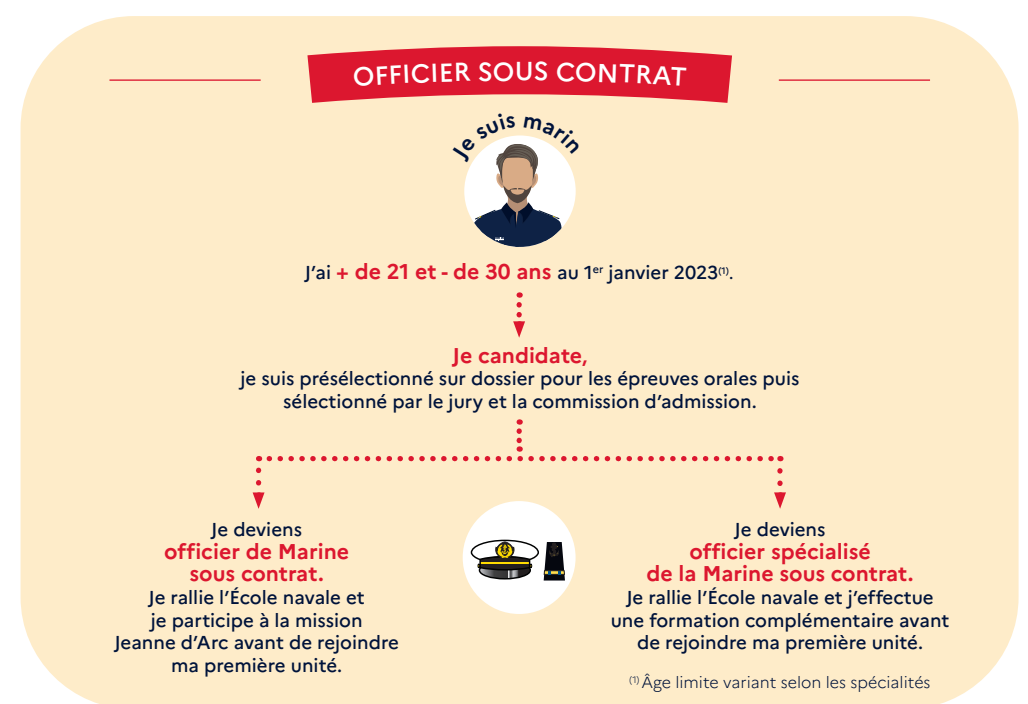 OFFICIER SOUS CONTRAT
Je suis marin
J'ai + de 21 et - de 30 ans au 1er janvier 2023(1).
Je candidate,
je suis présélectionné sur dossier pour les épreuves orales puis
sélectionné par le jury et la commission d'admission.
Je deviens
officier de Marine
sous contrat.
Je rallie l'École navale et
je participe à la mission
Jeanne d'Arc avant de rejoindre
ma première unité.
Je deviens
officier spécialisé
de la Marine sous contrat.
Je rallie l'École navale et j'effectue
une formation complémentaire avant
de rejoindre ma première unité.
(1) Âge limite variant selon les spécialités